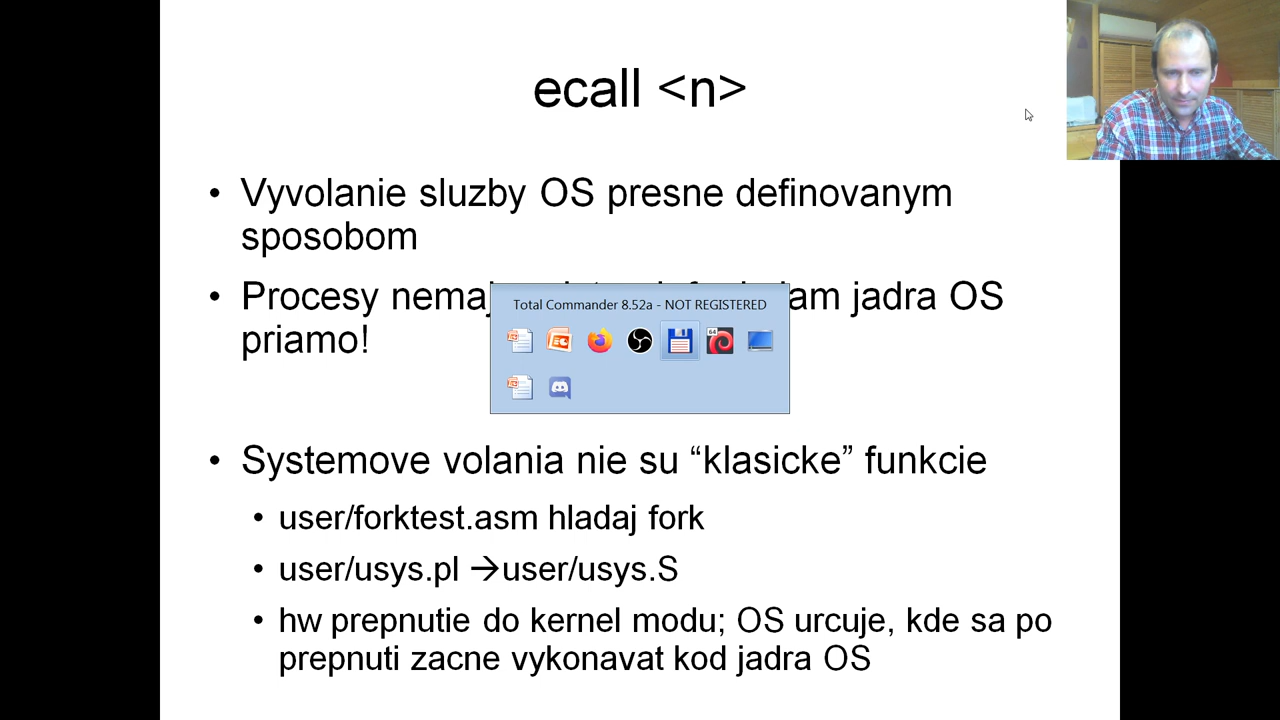 ecall <n>
• Vyvolanie sluzby OS presne definovanym
sposobom
• Procesy jadra OS
priamo!
Total Commander 8.52a - NOT REGISTERED
64
• Systemove volania nie su “klasicke” funkcie
• user/forktest.asm hladaj fork
• user/usys.pl →user/usys.S
• hw prepnutie do kernel modu; OS urcuje, kde sa po
prepnuti zacne vykonavat kod jadra OS